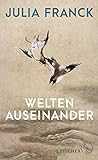 JULIA FRANCK
WELTEN
AUSEINANDER
S. FISCHER